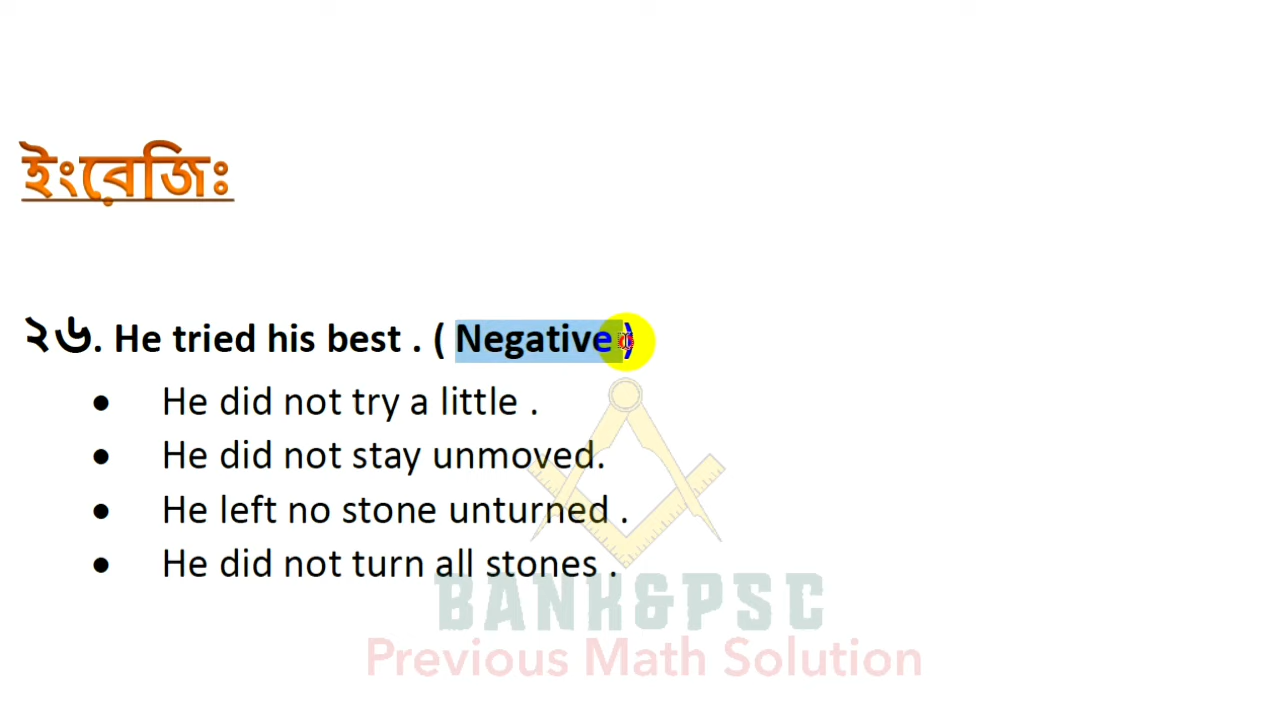 ইংরেজিঃ
২৬. He tried his best . ( Negative )
• He did not try a little .
• He did not stay unmoved.
• He left no stone unturned .
• He did not turn all stones .
BANK&PSC
Previous Math Solution